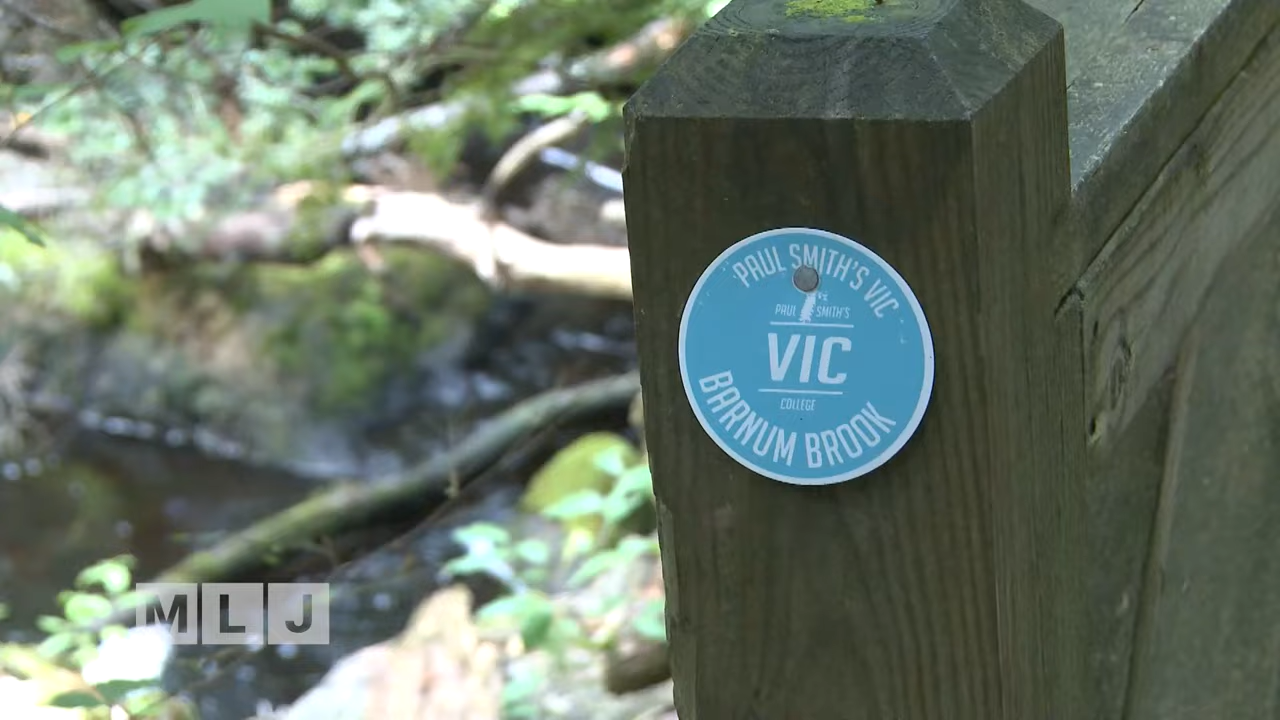 PAUL SMITH'S VIC
PAUL SMITH'S
VIC
COLLEGE
BARNUM BROOK
MLJ